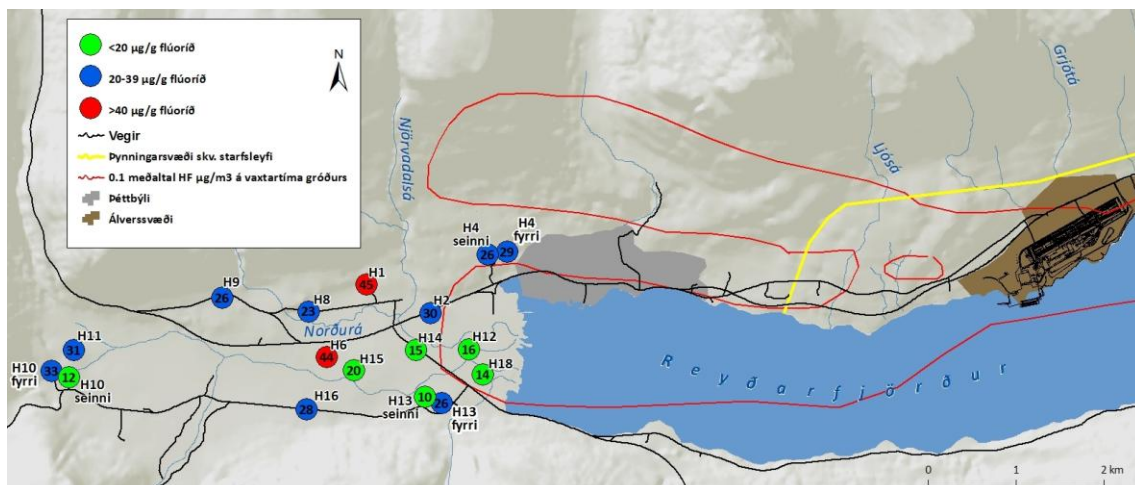 <20 µg/g flúoríð
20-39 µg/g flúoríð
>40 µg/g flúoríð
Vegir
Þynningarsvæði skv. starfsleyfi
0.1 meðaltal HF µg/m3 á vaxtartíma gróðurs
Þéttbýli
Álverssvæði
N
Njörvadalsá
Ljósá
Grjótá
H4
seinni
26
H4
fyrri
29
H1
45
H9
26
H8
23
H2
30
Norðurá
H11
31
H10
fyrri
33
H10
seinni
12
H6
44
H15
20
H14
15
H12
16
H18
14
H16
28
H13
seinni
10
H13
fyrri
26
Reyðarfjörður
0 1 2 km